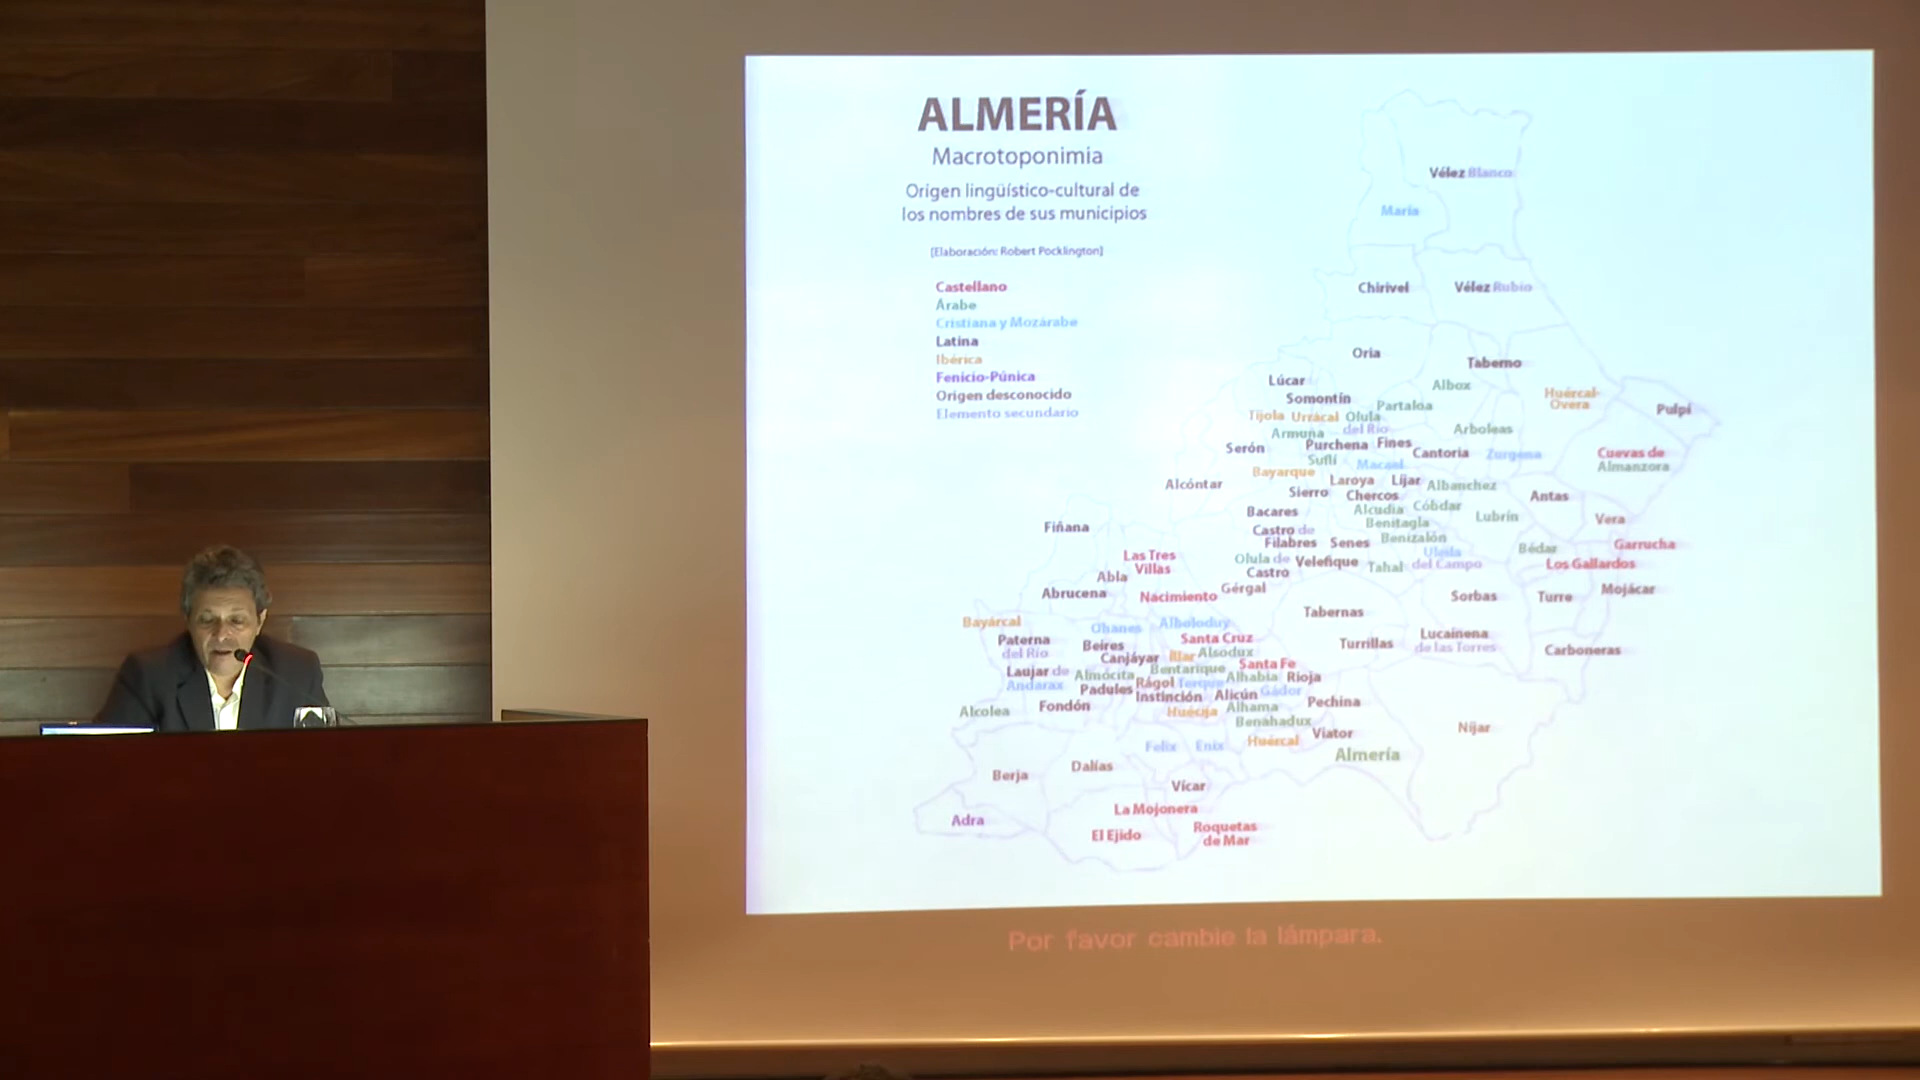 ALMERÍA
Macrotoponimia
Origen lingüístico-cultural de
los nombres de sus municipios
[Elaboración: Robert Pocklington]
Castellano
Árabe
Cristiana y Mozárabe
Latina
Ibérica
Fenicio-Púnica
Origen desconocido
Elemento secundario
Vélez Blanco
María
Chirivel
Vélez Rubio
Oria
Taberno
Lúcar
Albox
Somontín
Huércal-
Overa
Partaloa
Pulpí
Tíjola
Urrácal
Olula
del Río
Armuña
Arboleas
Serón
Purchena
Fines
Cantoria
Zurgena
Cuevas de
Almanzora
Suflí
Macael
Bayarque
Alcóntar
Laroya
Líjar
Albanchez
Sierro
Chercos
Antas
Bacares
Alcudia
Cóbdar
Lubrín
Vera
Benitagla
Fiñana
Castro de
Filabres
Senes
Benizalón
Bédar
Garrucha
Las Tres
Villas
Olula de
Castro
Velefique
Tahal
Uleila
del Campo
Los Gallardos
Abla
Abrucena
Nacimiento
Gérgal
Sorbas
Turre
Mojácar
Tabernas
Bayárcal
Ohanes
Alboloduy
Paterna
del Río
Beires
Santa Cruz
Turrillas
Lucainena
de las Torres
Carboneras
Canjáyar
Illar
Alsodux
Laujar de
Andarax
Almócita
Bentarique
Santa Fe
Alhabia
Rioja
Padules
Rágol
Terque
Instinción
Alicún
Gádor
Alcolea
Fondón
Huécija
Alhama
Pechina
Benahadux
Níjar
Felix
Enix
Huércal
Viator
Almería
Berja
Dalías
Vícar
La Mojonera
Adra
El Ejido
Roquetas
de Mar
Por favor cambie la lámpara.